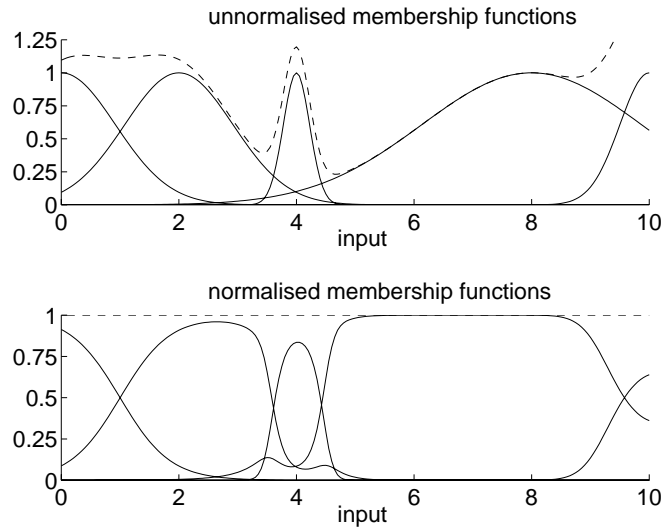 unnormalised membership functions
1.25
1
0.75
0.5
0.25
0
0 2 4 6 8 10
input
normalised membership functions
1
0.75
0.5
0.25
0
0 2 4 6 8 10
input